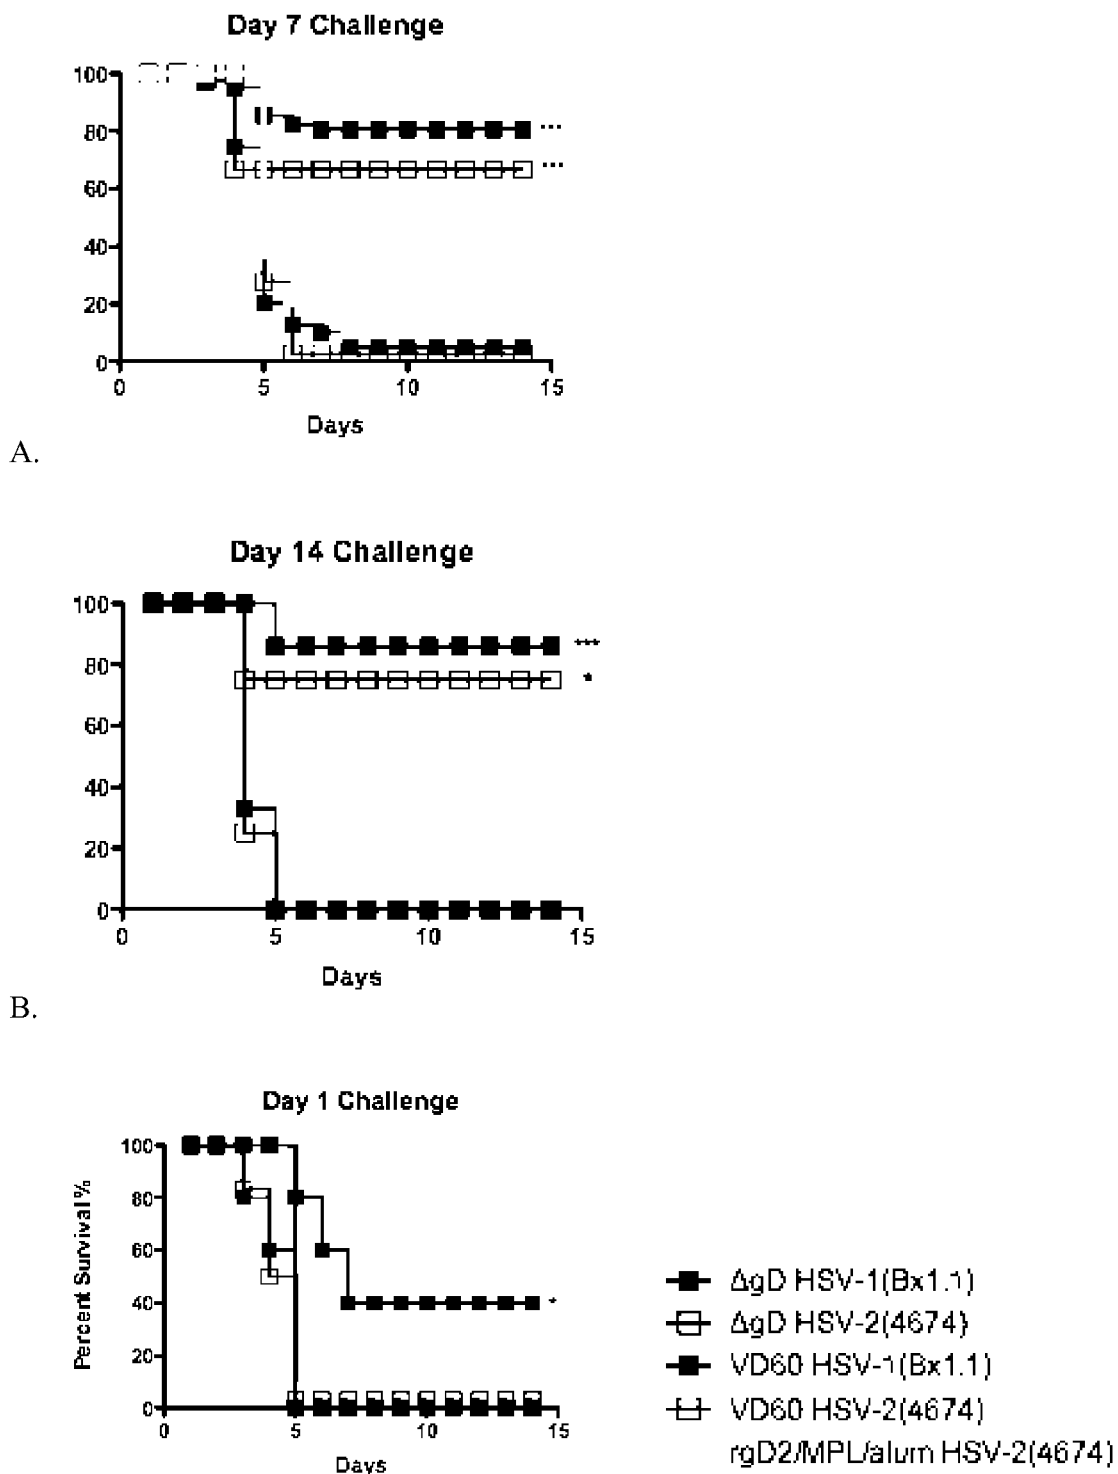 Day 7 Challenge
100
80
60
40
20
0
0 5 10 15
Days
***
***
A.
Day 14 Challenge
100
80
60
40
20
0
0 5 10 15
Days
***
*
B.
Day 1 Challenge
Percent Survival %
100
80
60
40
20
0
0 5 10 15
Days
*
ΔgD HSV-1(Bx1.1)
ΔgD HSV-2(4674)
VD60 HSV-1(Bx1.1)
VD60 HSV-2(4674)
rgD2/MPL/alum HSV-2(4674)